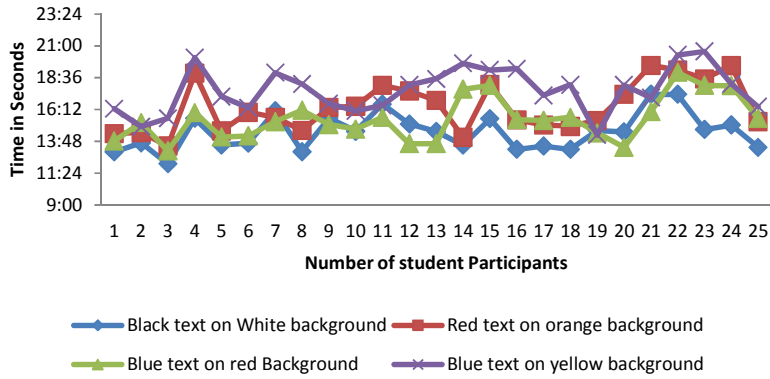 Time in Seconds
23:24
21:00
18:36
16:12
13:48
11:24
9:00
1 2 3 4 5 6 7 8 9 10 11 12 13 14 15 16 17 18 19 20 21 22 23 24 25
Number of student Participants
Black text on White background
Red text on orange background
Blue text on red Background
Blue text on yellow background